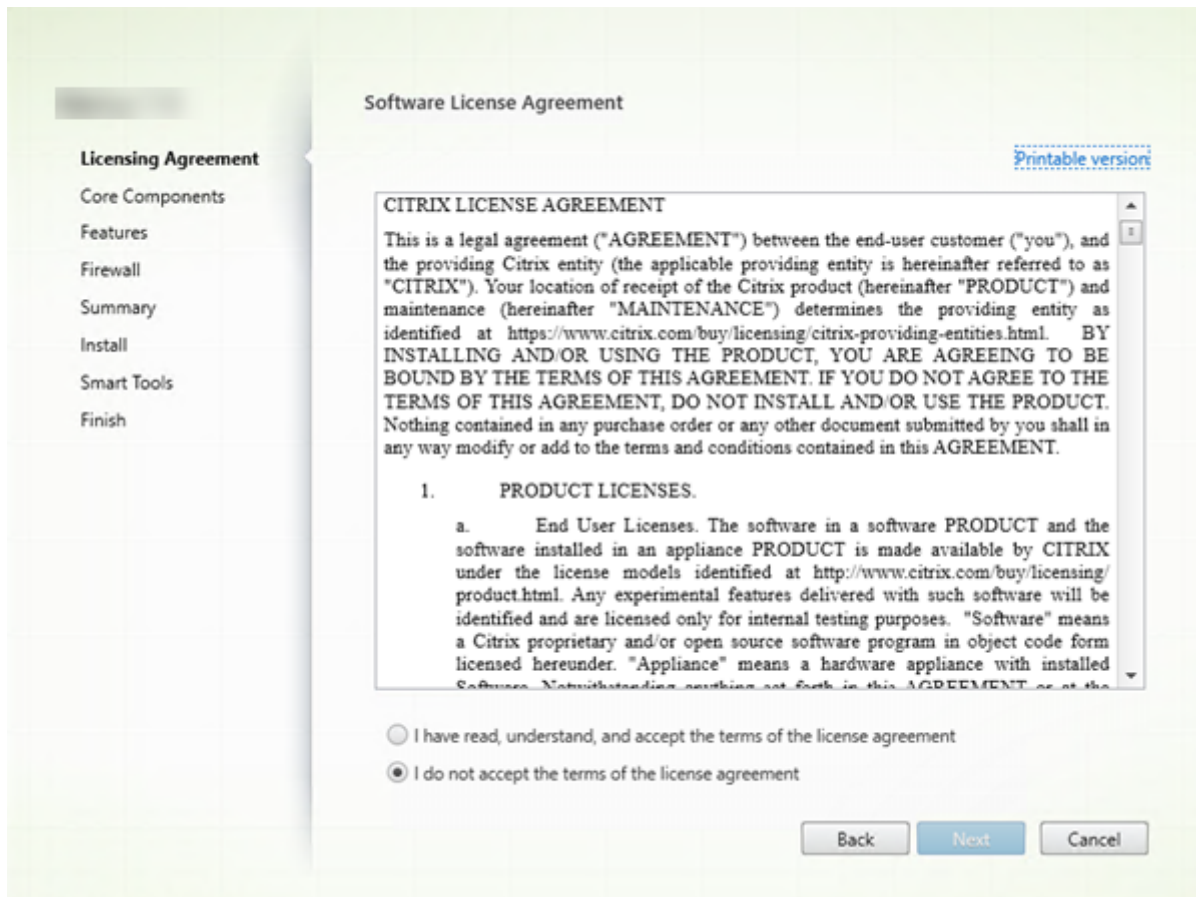 Software License Agreement
Licensing Agreement
Core Components
Features
Firewall
Summary
Install
Smart Tools
Finish
Printable version
CITRIX LICENSE AGREEMENT
This is a legal agreement ("AGREEMENT") between the end-user customer ("you"), and
the providing Citrix entity (the applicable providing entity is hereinafter referred to as
"CITRIX"). Your location of receipt of the Citrix product (hereinafter "PRODUCT") and
maintenance (hereinafter "MAINTENANCE") determines the providing entity as
identified at https://www.citrix.com/buy/licensing/citrix-providing-entities.html. BY
INSTALLING AND/OR USING THE PRODUCT, YOU ARE AGREEING TO BE
BOUND BY THE TERMS OF THIS AGREEMENT. IF YOU DO NOT AGREE TO THE
TERMS OF THIS AGREEMENT, DO NOT INSTALL AND/OR USE THE PRODUCT.
Nothing contained in any purchase order or any other document submitted by you shall in
any way modify or add to the terms and conditions contained in this AGREEMENT.
1. PRODUCT LICENSES.
a. End User Licenses. The software in a software PRODUCT and the
software installed in an appliance PRODUCT is made available by CITRIX
under the license models identified at http://www.citrix.com/buy/licensing/
product.html. Any experimental features delivered with such software will be
identified and are licensed only for internal testing purposes. "Software" means
a Citrix proprietary and/or open source software program in object code form
licensed hereunder. "Appliance" means a hardware appliance with installed
Software. Notwithstanding anything set forth in this AGREEMENT or at the
I have read, understand, and accept the terms of the license agreement
I do not accept the terms of the license agreement
Back
Next
Cancel